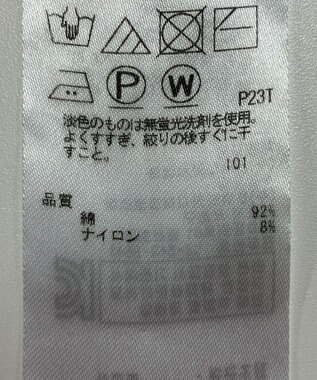 P W
P23T
淡色のものは無蛍光洗剤を使用。
よくすすぎ、絞りの後すぐに干
すこと。
101
品質
綿 92%
ナイロン 8%